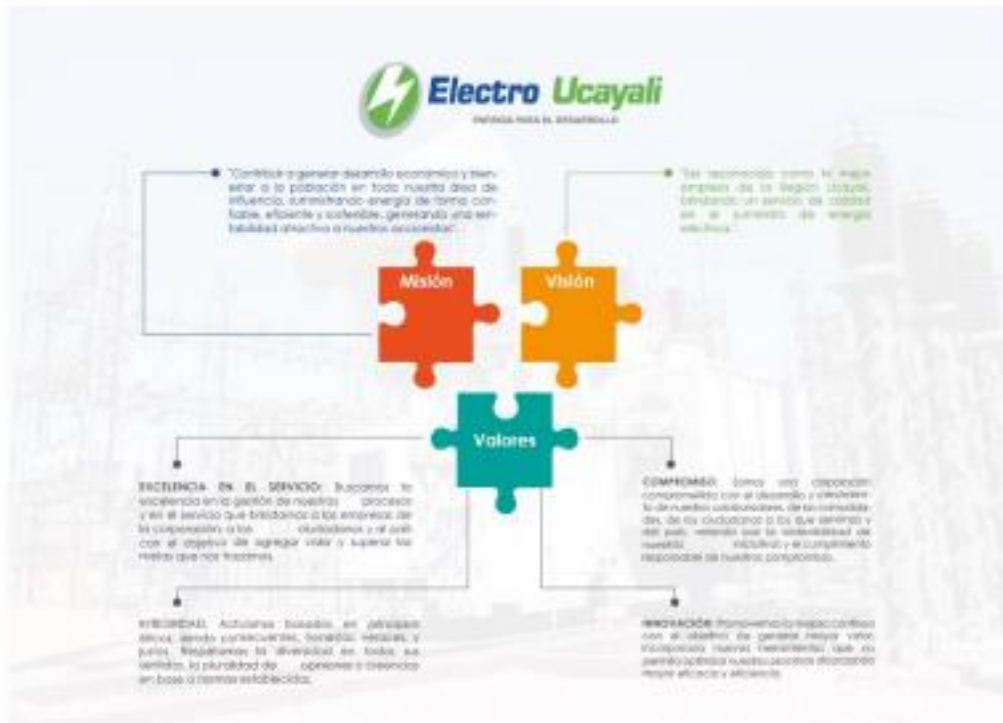 Electro Ucayali
ENERGÍA PARA EL DESARROLLO
"Contribuir a generar desarrollo económico y bien-
estar a la población en toda nuestra área de
influencia, suministrando energía de forma con-
fiable, eficiente y sostenible, generando una ren-
tabilidad atractiva a nuestros accionistas".
"Ser reconocida como la mejor
empresa de la Región Ucayali,
brindando un servicio de calidad
en el suministro de energía
eléctrica.
Misión
Visión
Valores
EXCELENCIA EN EL SERVICIO: Buscamos la
excelencia en la gestión de nuestros procesos
y en el servicio que brindamos a las empresas de
la corporación, a los ciudadanos y al país
con el objetivo de agregar valor y superar las
metas que nos trazamos.
COMPROMISO: Somos una corporación
comprometida con el desarrollo y
de nuestros colaboradores, de las comunida-
des, de los ciudadanos a los que servimos y
del país, velando por la sostenibilidad de
nuestras iniciativas y el cumplimiento
responsable de nuestros compromisos.
INTEGRIDAD: Actuamos basados en principios
éticos, siendo consecuentes, honestos, veraces y
justos. Respetamos la diversidad en todos sus
sentidos, la pluralidad de opiniones o creencias
en base a normas establecidas.
INNOVACIÓN: Promovemos la mejora continua
con el objetivo de generar mayor valor,
incorporado nuevas herramientas que
permita optimizar nuestros procesos alcanzando
mayor eficacia y eficiencia.